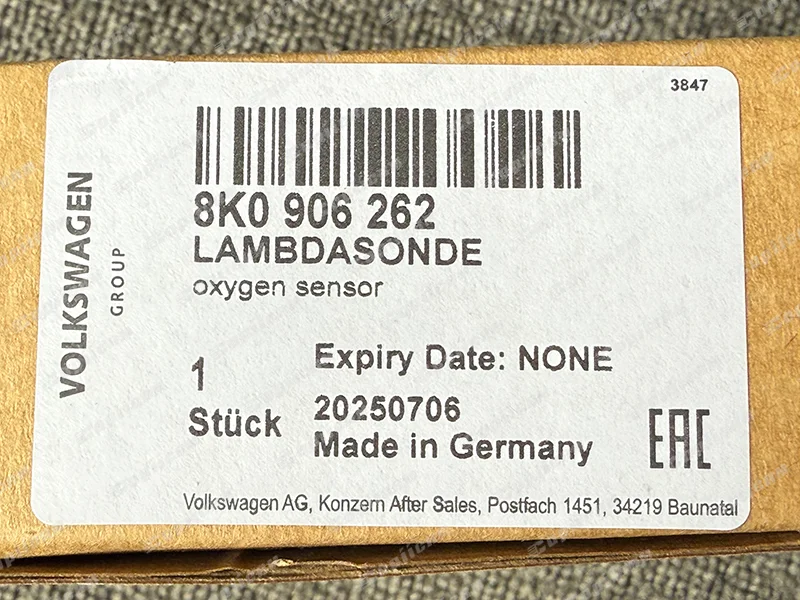 3847
VOLKSWAGEN
GROUP
8K0 906 262
LAMBDASONDE
oxygen sensor
1
Stück
Expiry Date: NONE
20250706
Made in Germany
EAC
Volkswagen AG, Konzern After Sales, Postfach 1451, 34219 Baunatal